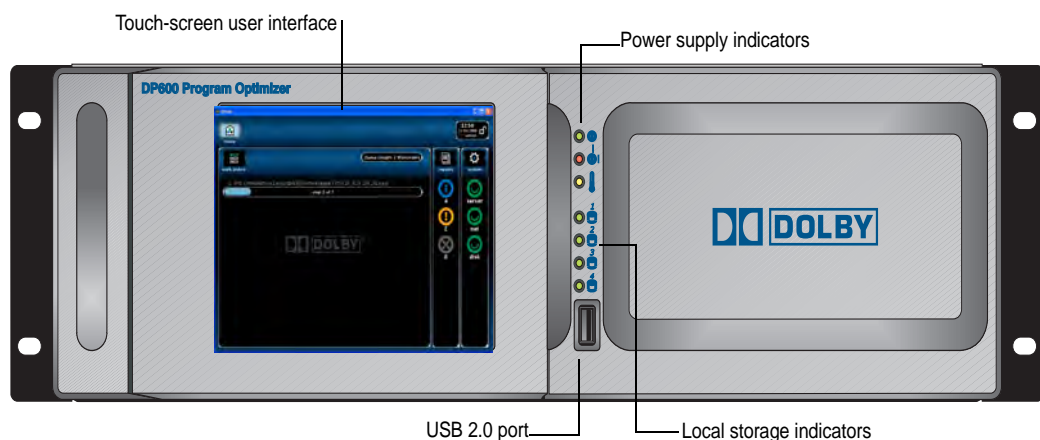 Touch-screen user interface
Power supply indicators
DP600 Program Optimizer
DOLBY
1
2
3
4
DOLBY
USB 2.0 port
Local storage indicators